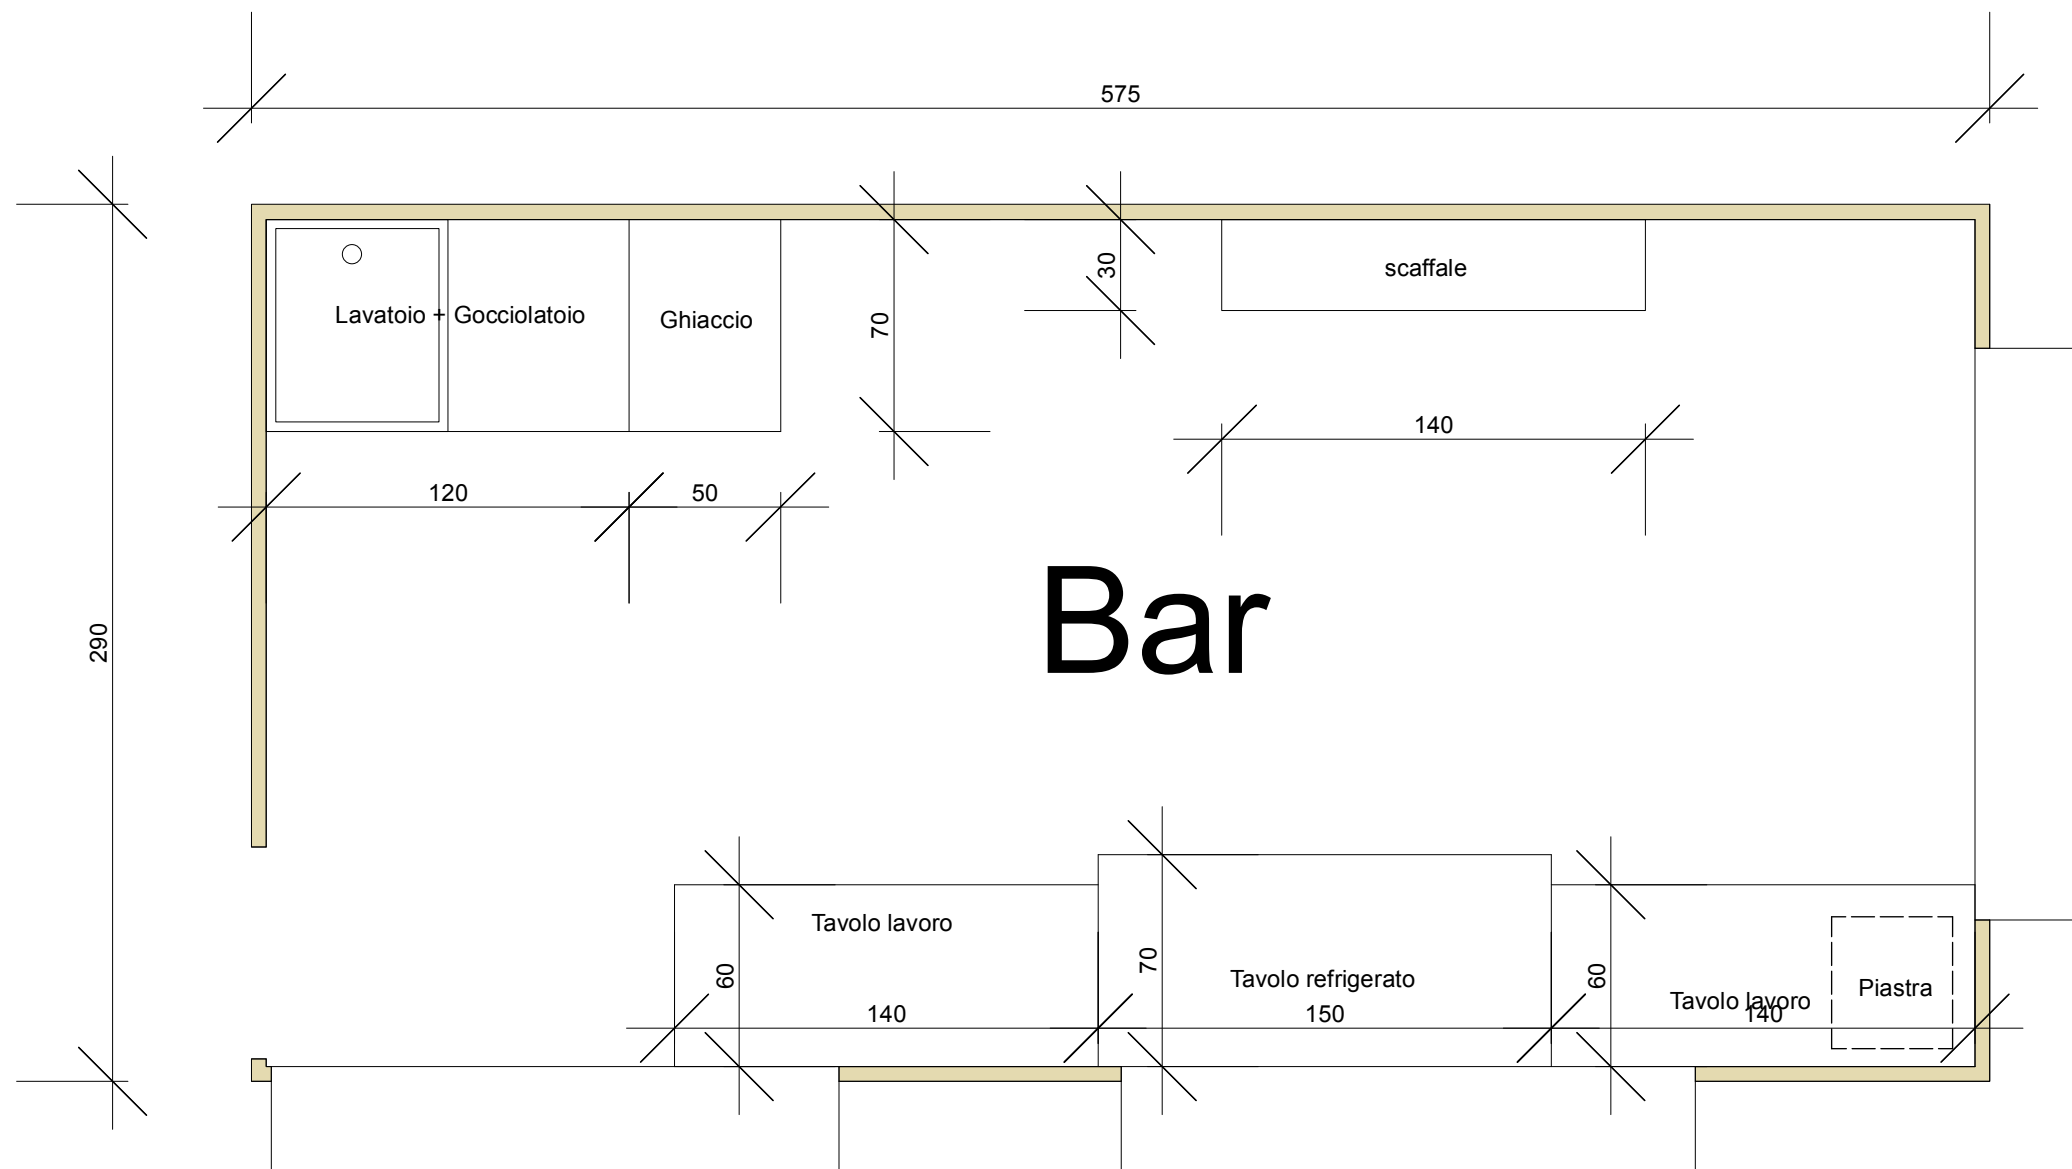 575
30
scaffale
Lavatoio + Gocciolatoio
Ghiaccio
70
140
120
50
Bar
290
Tavolo lavoro
60
70
Tavolo refrigerato
60
Piastra
Tavolo lavoro
140
150
140